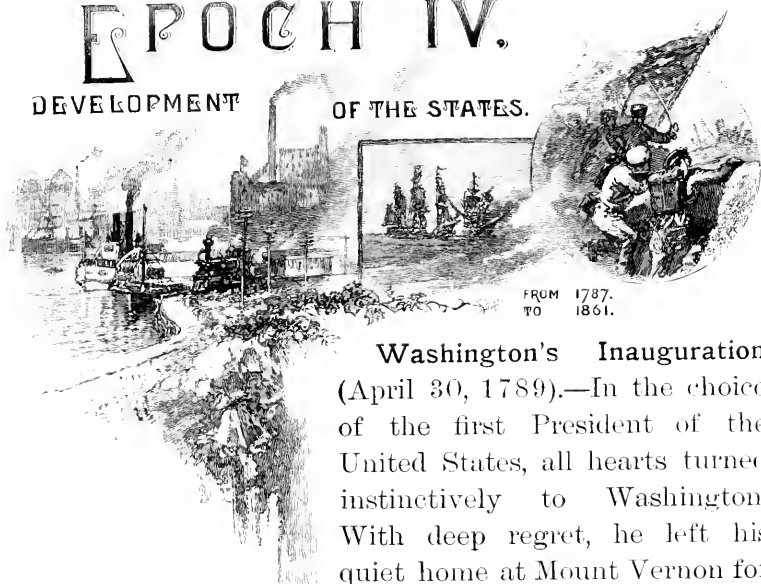 EPOCH IV.
DEVELOPMENT OF THE STATES.
FROM 1787.
TO 1861.
Washington's Inauguration
(April 30, 1789).—In the choice
of the first President of the
United States, all hearts turned
instinctively to Washington
With deep regret, he left his
quiet home at Mount Vernon for